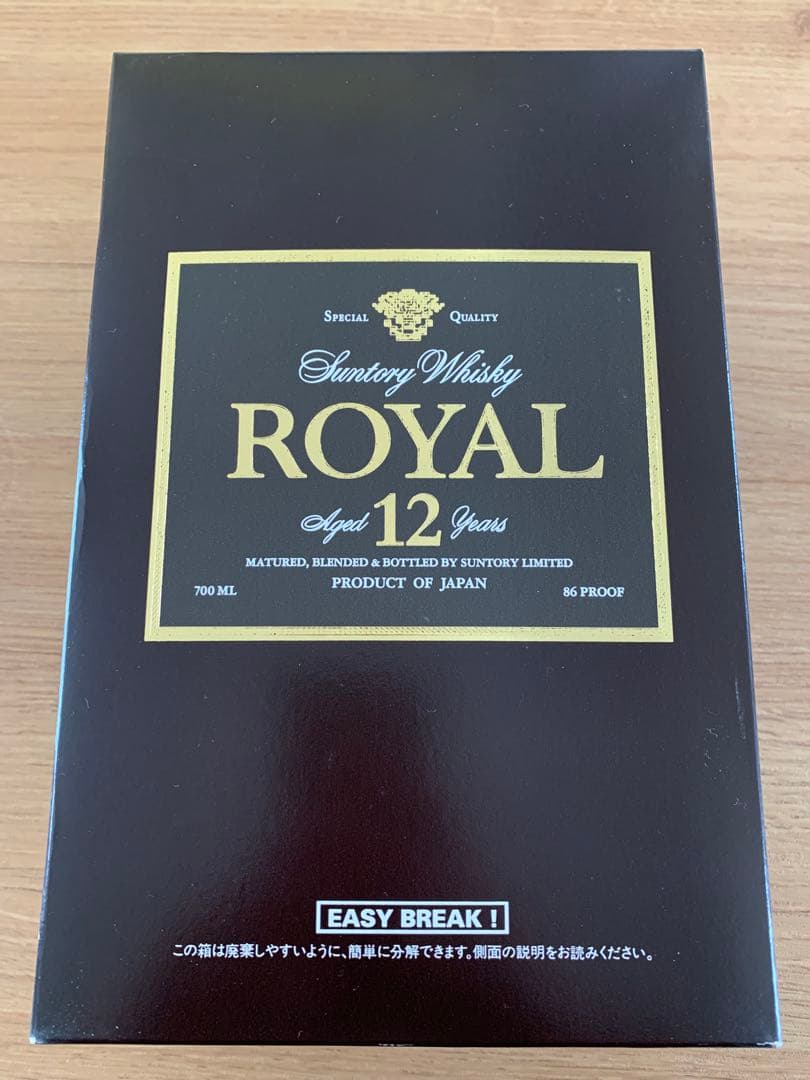 SPECIAL QUALITY
Suntory Whisky
ROYAL
Aged 12 Years
MATURED, BLENDED & BOTTLED BY SUNTORY LIMITED
PRODUCT OF JAPAN
700 ML 86 PROOF
EASY BREAK!
この箱は廃棄しやすいように、簡単に分解できます。側面の説明をお読みください。